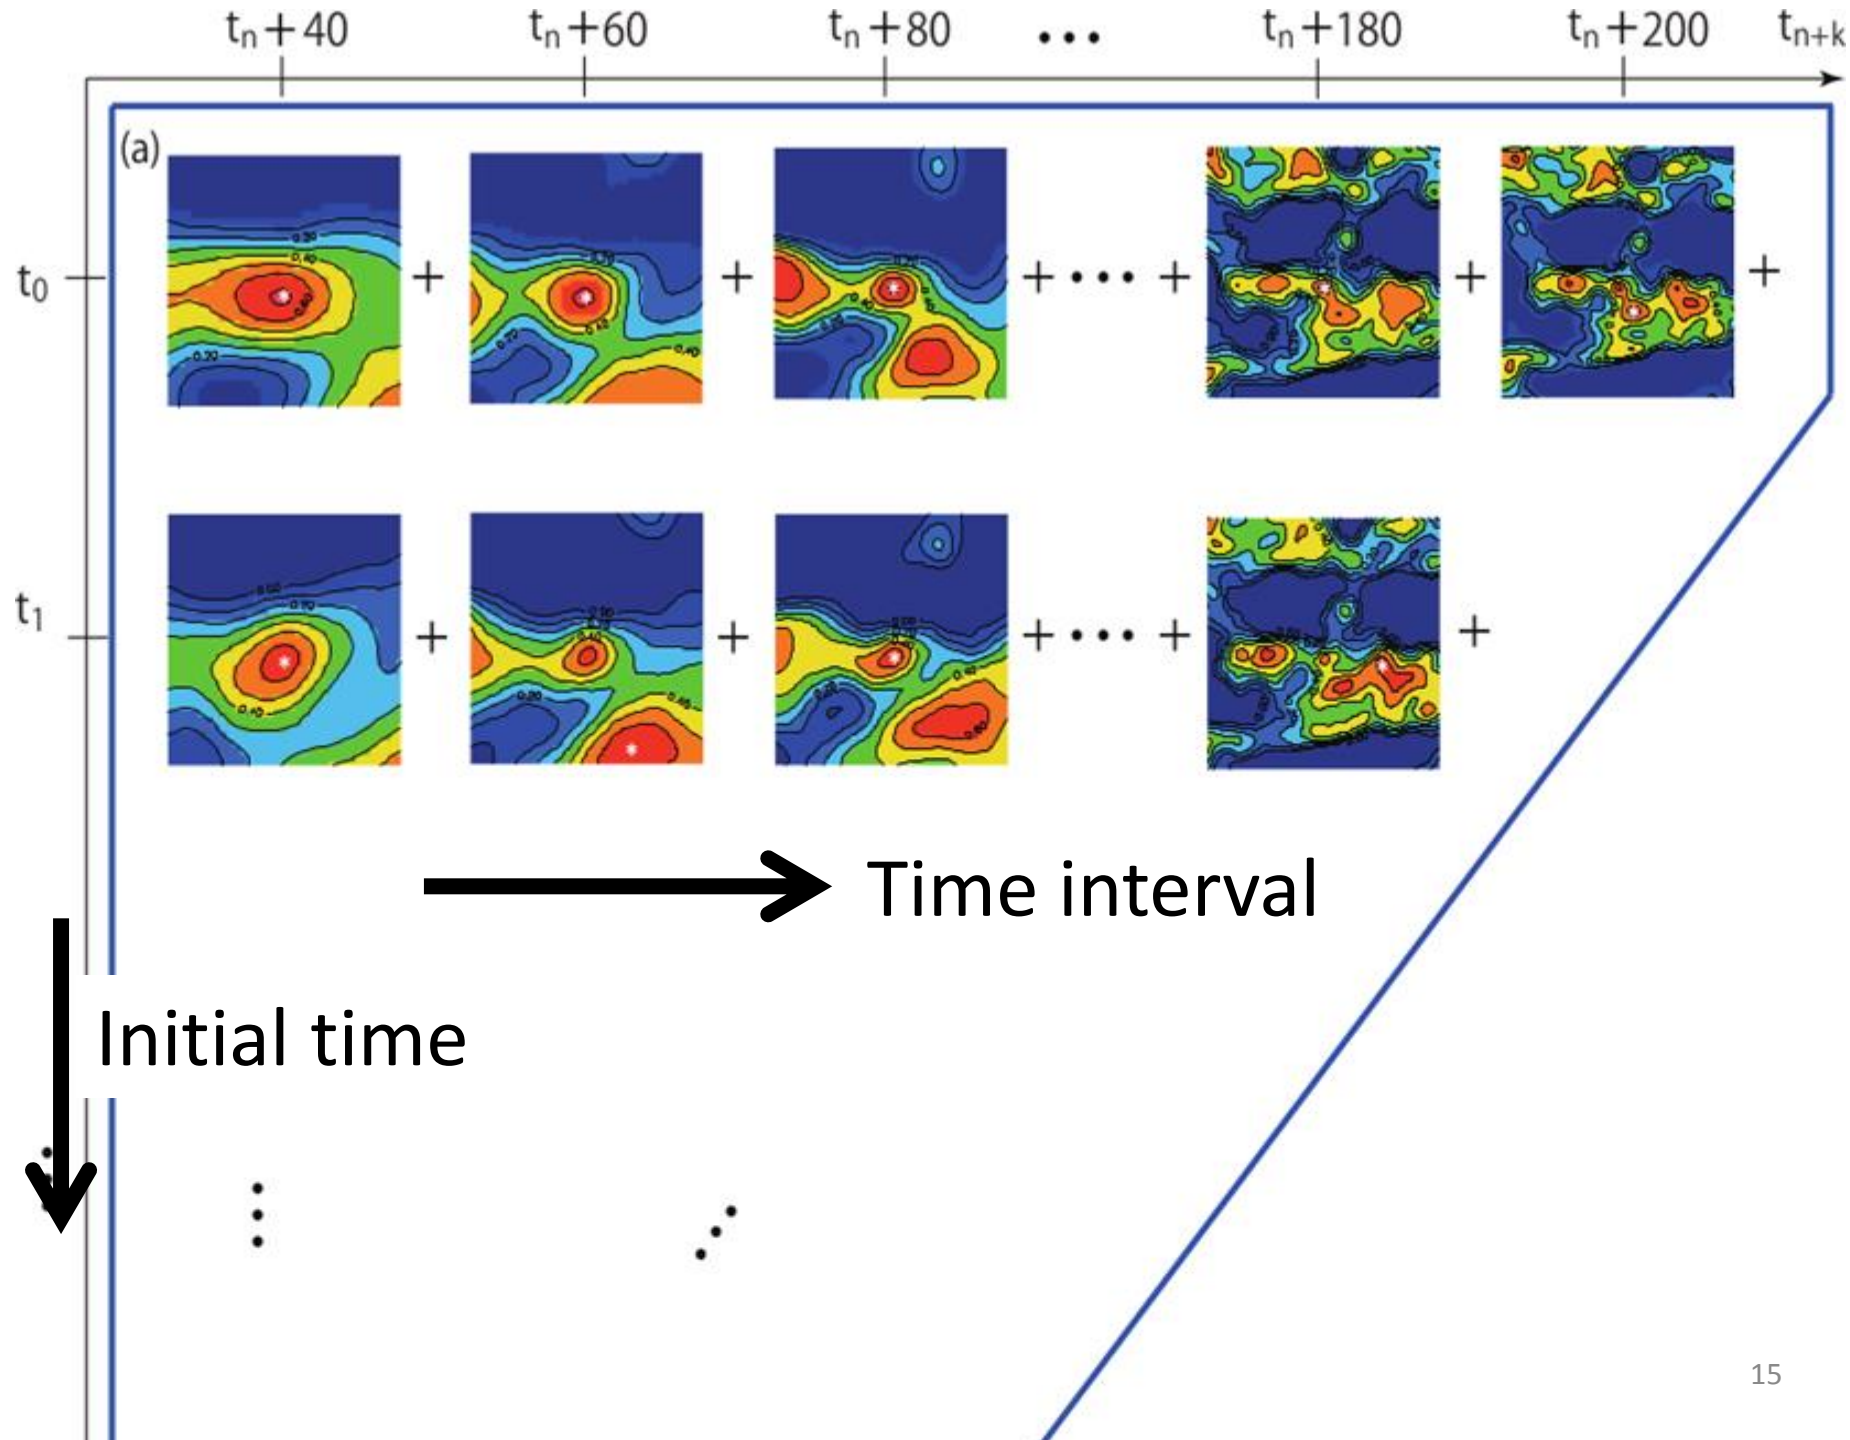 tn+40 tn+60 tn+80 ••• tn+180 tn+200 tn+k
(a)
t0 + + +•••+ + +
t1 + + +•••+ +
Time interval
Initial time
15